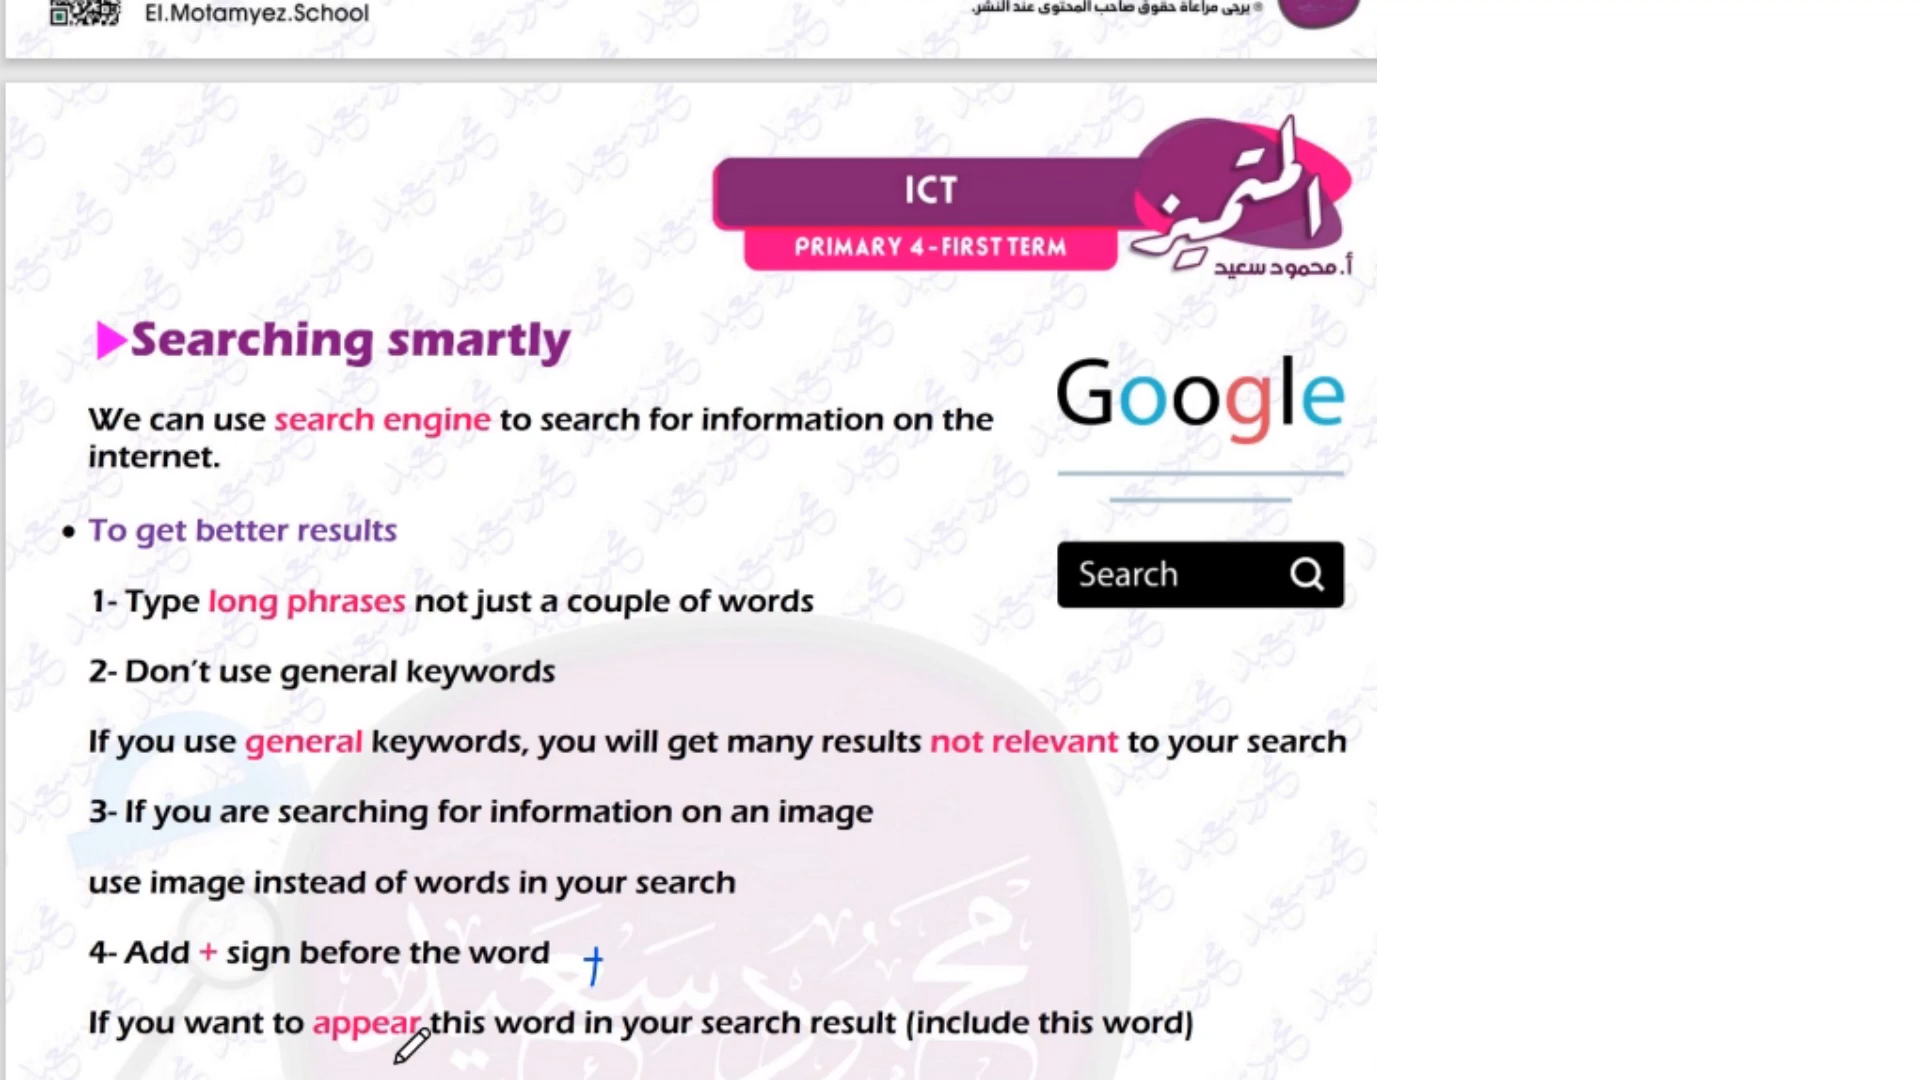 El.Motamyez.School
® يرجى مراعاة حقوق صاحب المحتوى عند النشر.
ICT
PRIMARY 4 - FIRST TERM
المتميز
أ. محمود سعيد
Searching smartly
Google
We can use search engine to search for information on the
internet.
• To get better results
Search
1- Type long phrases not just a couple of words
2- Don't use general keywords
If you use general keywords, you will get many results not relevant to your search
3- If you are searching for information on an image
use image instead of words in your search
4- Add + sign before the word +
If you want to appear this word in your search result (include this word)
محمود سعيد